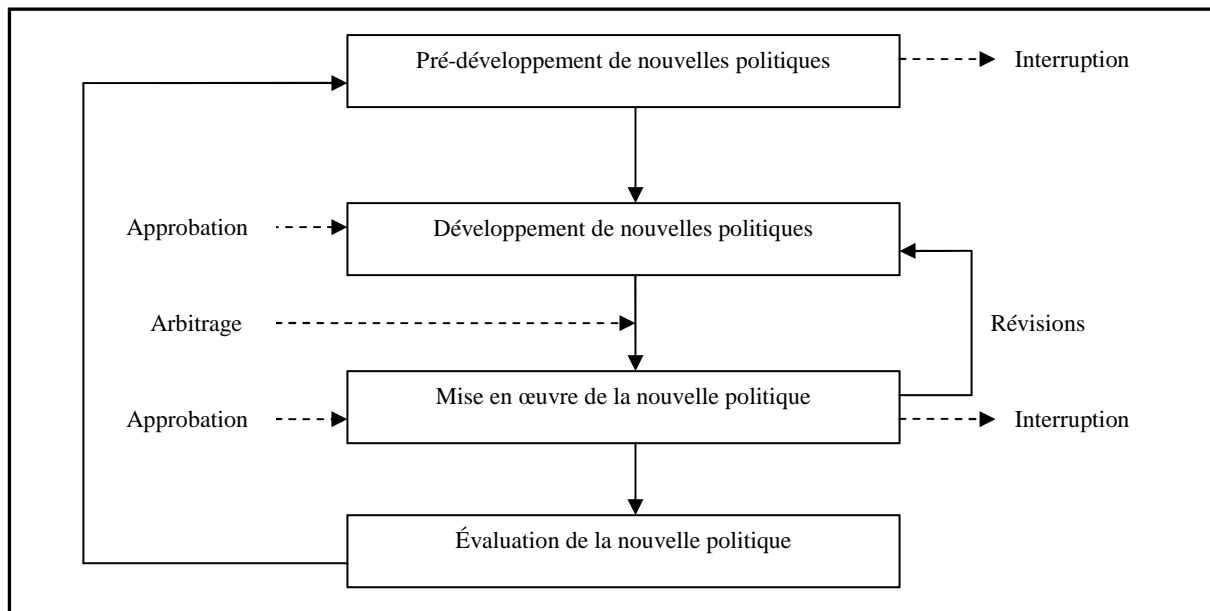 Pré-développement de nouvelles politiques
Interruption
Approbation
Développement de nouvelles politiques
Arbitrage
Révisions
Mise en œuvre de la nouvelle politique
Approbation
Interruption
Évaluation de la nouvelle politique